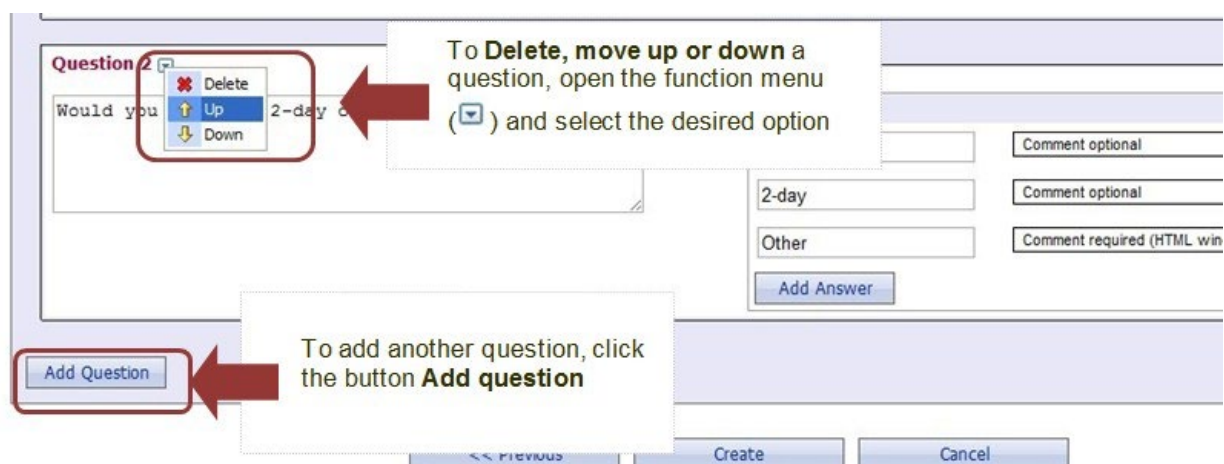 Question 2
Delete
Up
Down
Would you 2-day
To Delete, move up or down a
question, open the function menu
( ) and select the desired option
Comment optional
2-day
Comment optional
Other
Comment required (HTML
Add Answer
To add another question, click
the button Add question
Add Question
<< Previous
Create
Cancel